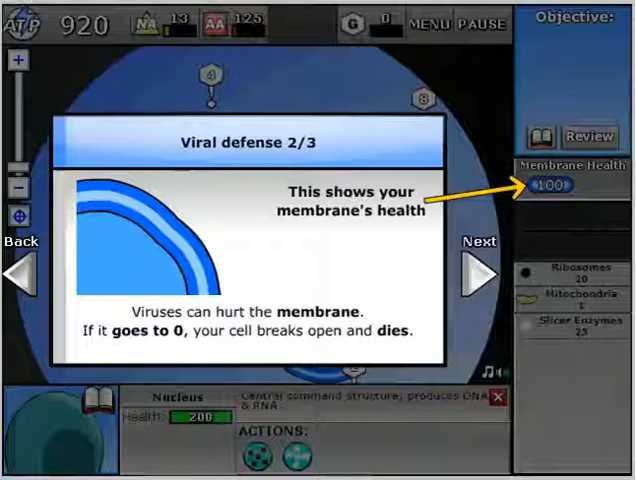 ATP 920 NA 13 AA 125 G 0 MENU PAUSE
Objective:
Review
Membrane Health
100
4
8
Viral defense 2/3
This shows your
membrane's health
Back
Next
Viruses can hurt the membrane.
If it goes to 0, your cell breaks open and dies.
Ribosomes
20
Mitochondria
1
Slicer Enzymes
25
2
Nucleus
Health: 200
Central command structure, produces DNA
& RNA
ACTIONS: